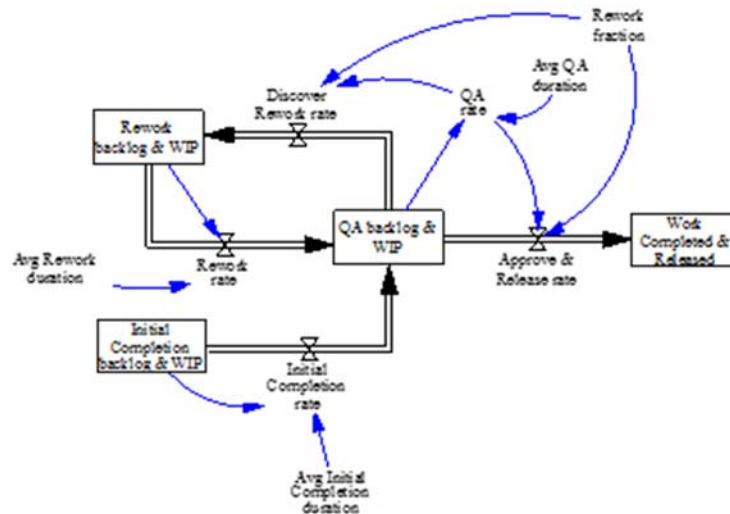 Rework
fraction
Avg QA
duration
Discover
Rework rate
QA
rate
Rework
backlog & WIP
QA backlog &
WIP
Work
Completed &
Released
Rework
rate
Approve &
Release rate
Avg Rework
duration
Initial
Completion
backlog & WIP
Initial
Completion
rate
Avg Initial
Completion
duration